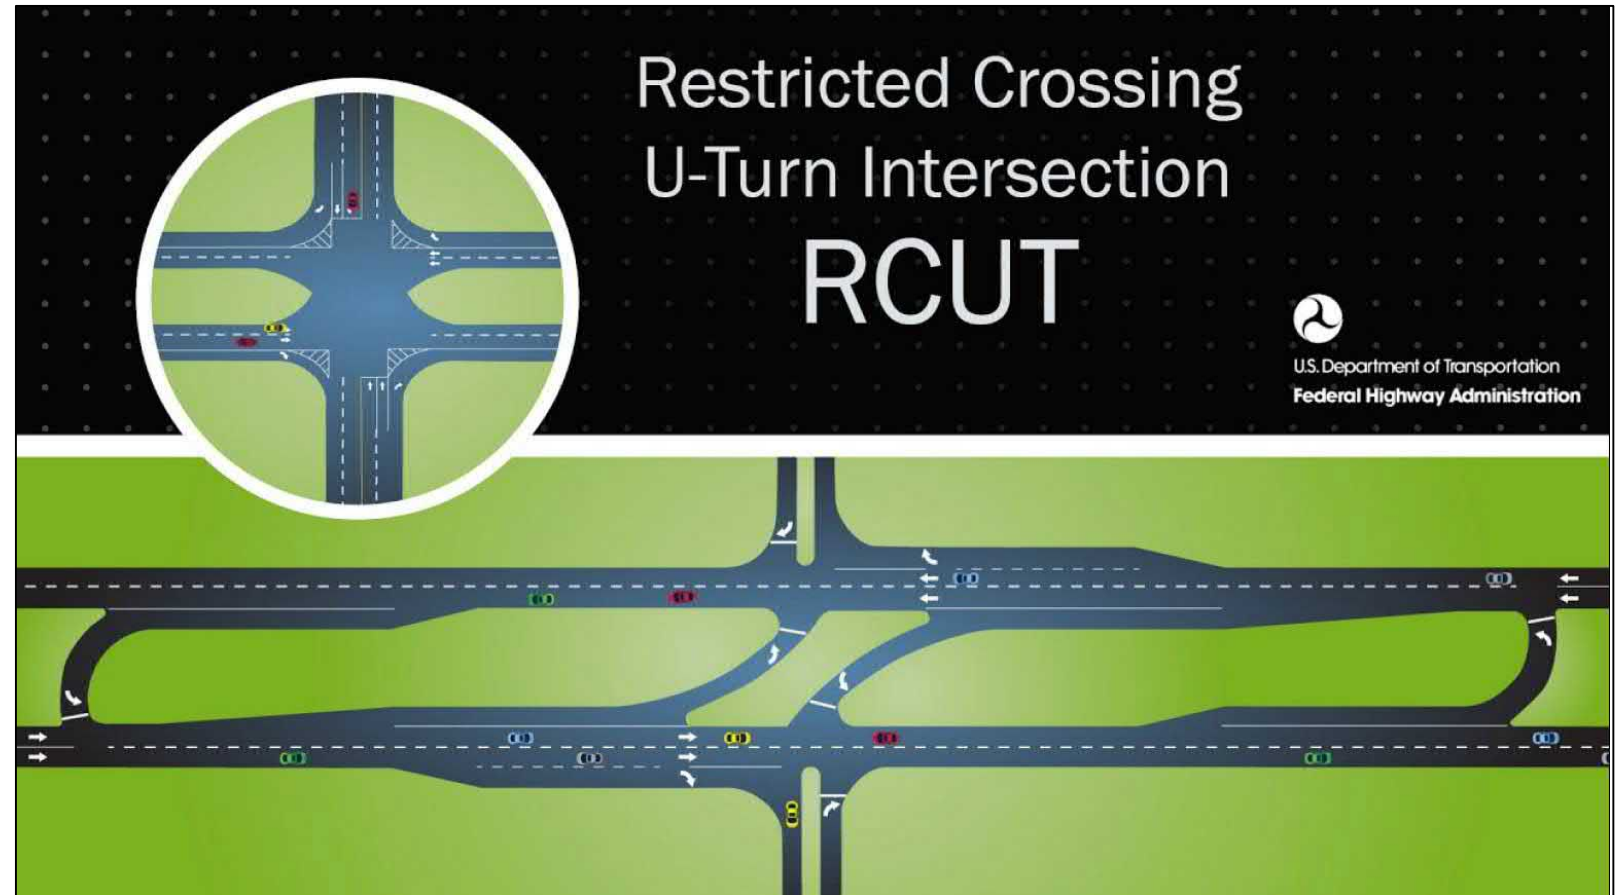 Restricted Crossing
U-Turn Intersection
RCUT
U.S. Department of Transportation
Federal Highway Administration